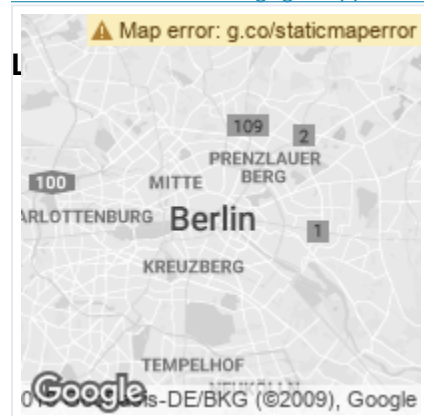 Map error: g.co/staticmaperror
L
109
2
PRENZLAUER
BERG
100
MITTE
ARLOTTENBURG
Berlin
1
KREUZBERG
TEMPELHOF
Google
-DE/BKG (©2009), Google